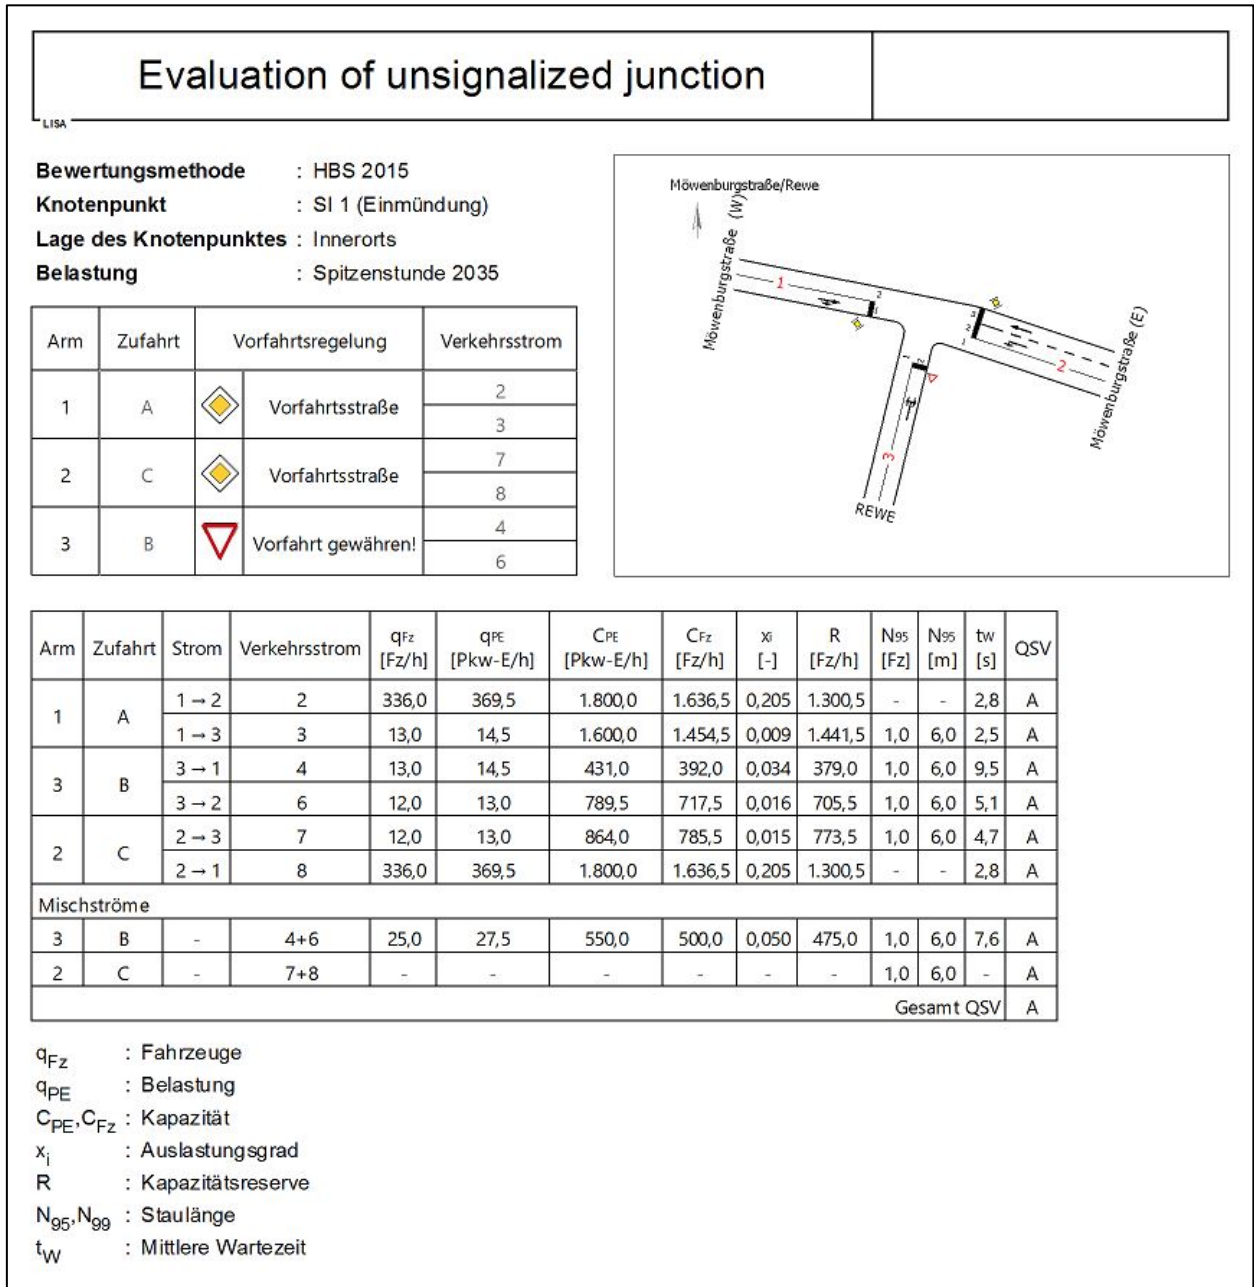 Evaluation of unsignalized junction
LISA
Bewertungsmethode : HBS 2015
Knotenpunkt : SI 1 (Einmündung)
Lage des Knotenpunktes : Innerorts
Belastung : Spitzenstunde 2035
Möwenburgstraße/Rewe
Möwenburgstraße (W)
Möwenburgstraße (E)
REWE
1
2
1
3
2
1
2
1
2
3
Arm Zufahrt Vorfahrtsregelung Verkehrsstrom
1 A Vorfahrtsstraße 2
3
2 C Vorfahrtsstraße 7
8
3 B Vorfahrt gewähren! 4
6
Arm Zufahrt Strom Verkehrsstrom qFz [Fz/h] qPE [Pkw-E/h] CPE [Pkw-E/h] CFz [Fz/h] xi [-] R [Fz/h] N95 [Fz] N95 [m] tw [s] QSV
1 A 1 → 2 2 336,0 369,5 1.800,0 1.636,5 0,205 1.300,5 - - 2,8 A
1 → 3 3 13,0 14,5 1.600,0 1.454,5 0,009 1.441,5 1,0 6,0 2,5 A
3 B 3 → 1 4 13,0 14,5 431,0 392,0 0,034 379,0 1,0 6,0 9,5 A
3 → 2 6 12,0 13,0 789,5 717,5 0,016 705,5 1,0 6,0 5,1 A
2 C 2 → 3 7 12,0 13,0 864,0 785,5 0,015 773,5 1,0 6,0 4,7 A
2 → 1 8 336,0 369,5 1.800,0 1.636,5 0,205 1.300,5 - - 2,8 A
Mischströme
3 B - 4+6 25,0 27,5 550,0 500,0 0,050 475,0 1,0 6,0 7,6 A
2 C - 7+8 - - - - - - 1,0 6,0 - A
Gesamt QSV A
qFz : Fahrzeuge
qPE : Belastung
CPE,CFz : Kapazität
xi : Auslastungsgrad
R : Kapazitätsreserve
N95,N99 : Staulänge
tW : Mittlere Wartezeit